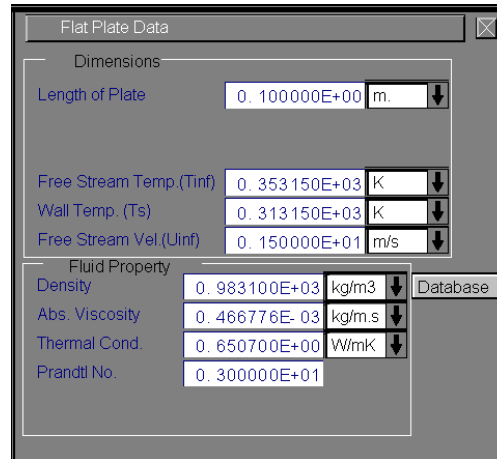 Flat Plate Data
Dimensions
Length of Plate 0.100000E+00 m.
Free Stream Temp.(Tinf) 0.353150E+03 K
Wall Temp. (Ts) 0.313150E+03 K
Free Stream Vel.(Uinf) 0.150000E+01 m/s
Fluid Property
Density 0.983100E+03 kg/m3 Database
Abs. Viscosity 0.466776E-03 kg/m.s
Thermal Cond. 0.650700E+00 W/mK
Prandtl No. 0.300000E+01